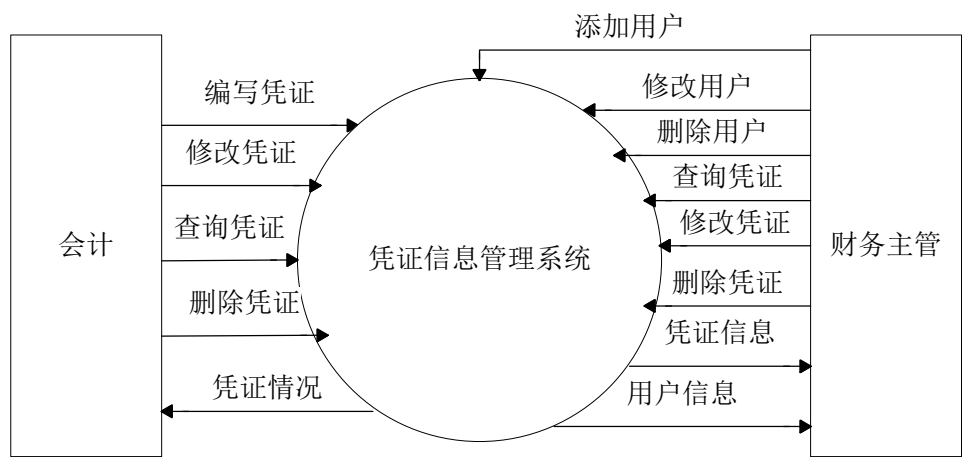 添加用户
编写凭证
修改用户
修改凭证
删除用户
查询凭证
查询凭证
修改凭证
会计
凭证信息管理系统
财务主管
删除凭证
删除凭证
凭证信息
凭证情况
用户信息